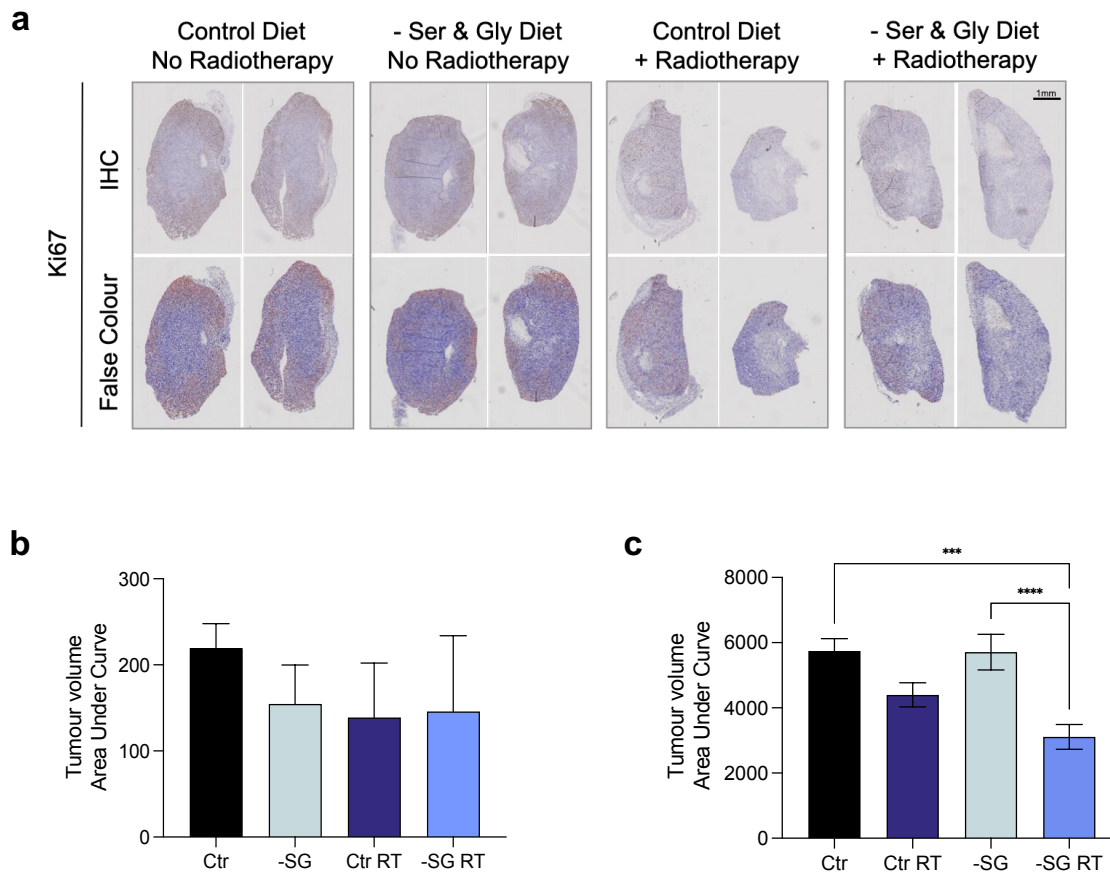 a
Control Diet
No Radiotherapy
- Ser & Gly Diet
No Radiotherapy
Control Diet
+ Radiotherapy
- Ser & Gly Diet
+ Radiotherapy
1mm
Ki67
IHC
False Colour
b
Tumour volume
Area Under Curve
300
200
100
0
Ctr
-SG
Ctr RT
-SG RT
c
Tumour volume
Area Under Curve
8000
6000
4000
2000
0
***
****
Ctr
Ctr RT
-SG
-SG RT